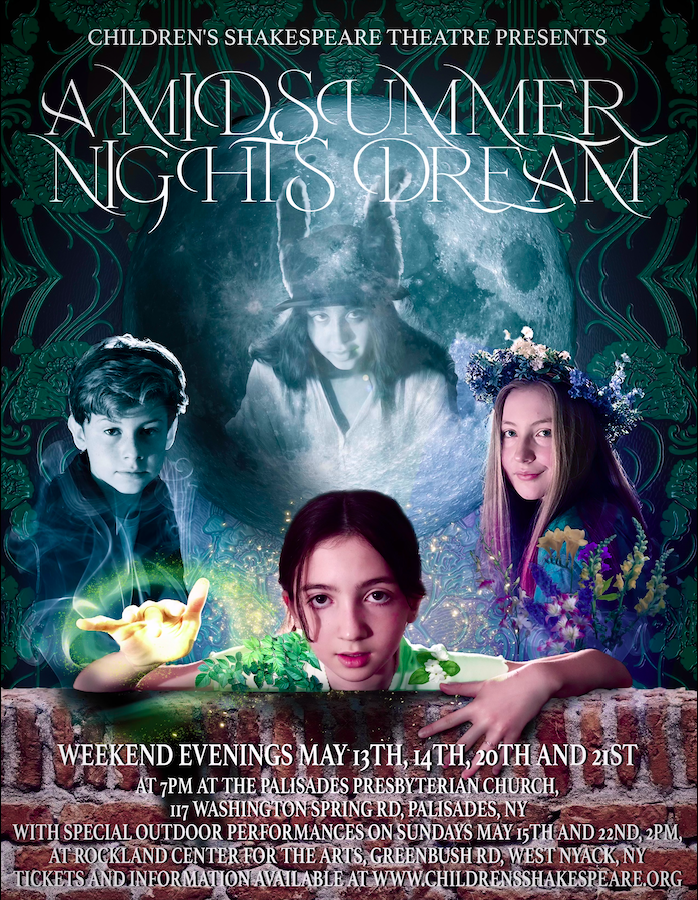 CHILDREN'S SHAKESPEARE THEATRE PRESENTS
A MIDSUMMER
NIGHTS DREAM
WEEKEND EVENINGS MAY 13TH, 14TH, 20TH AND 21ST
AT 7PM AT THE PALISADES PRESBYTERIAN CHURCH,
117 WASHINGTON SPRING RD, PALISADES, NY
WITH SPECIAL OUTDOOR PERFORMANCES ON SUNDAYS MAY 15TH AND 22ND, 2PM,
AT ROCKLAND CENTER FOR THE ARTS, GREENBUSH RD, WEST NYACK, NY
TICKETS AND INFORMATION AVAILABLE AT WWW.CHILDRENSSHAKESPEARE.ORG